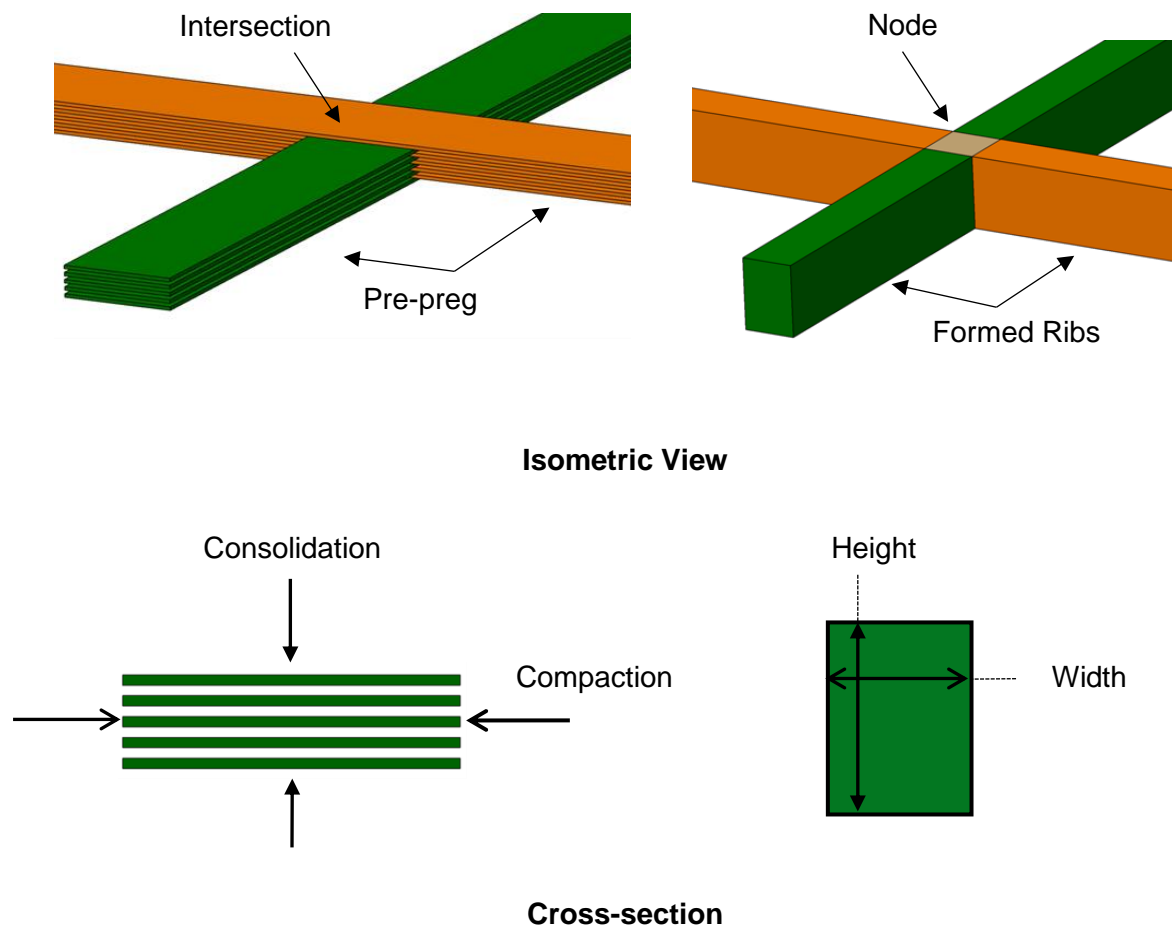 Intersection
Node
Pre-preg
Formed Ribs
Isometric View
Consolidation
Height
Compaction
Width
Cross-section